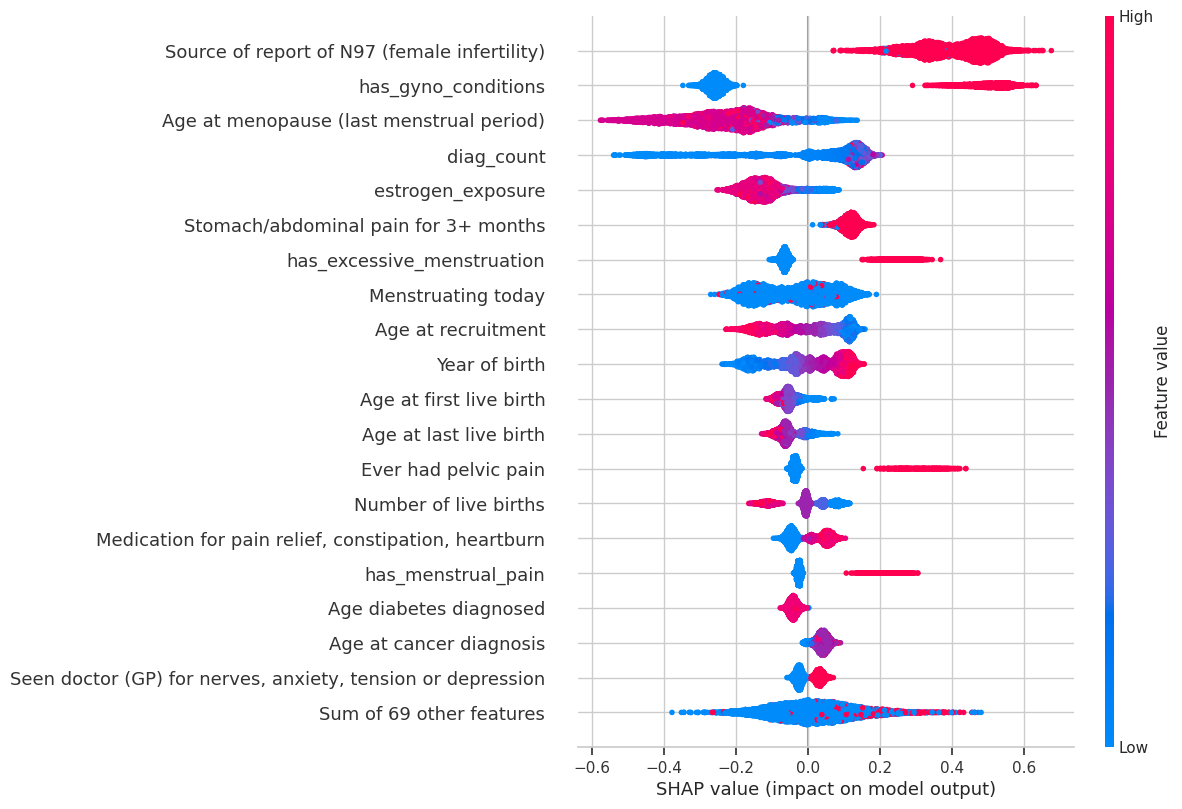 High
Source of report of N97 (female infertility)
has_gyno_conditions
Age at menopause (last menstrual period)
diag_count
estrogen_exposure
Stomach/abdominal pain for 3+ months
has_excessive_menstruation
Menstruating today
Age at recruitment
Year of birth
Age at first live birth
Age at last live birth
Ever had pelvic pain
Number of live births
Medication for pain relief, constipation, heartburn
has_menstrual_pain
Age diabetes diagnosed
Age at cancer diagnosis
Seen doctor (GP) for nerves, anxiety, tension or depression
Sum of 69 other features
Feature value
Low
−0.6 −0.4 −0.2 0.0 0.2 0.4 0.6
SHAP value (impact on model output)